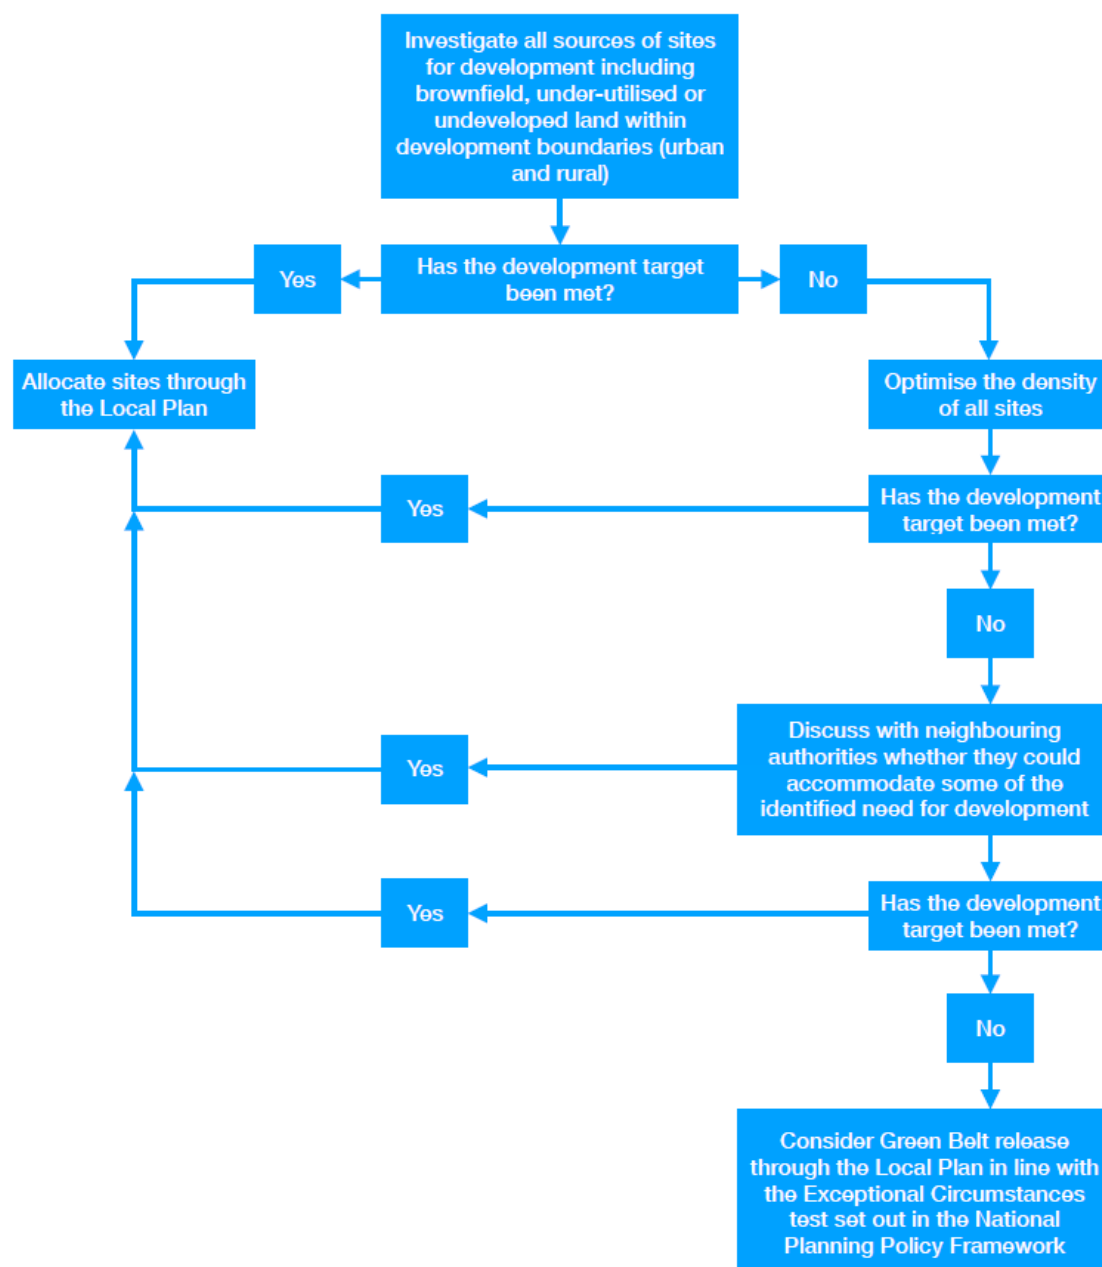 Investigate all sources of sites
for development including
brownfield, under-utilised or
undeveloped land within
development boundaries (urban
and rural)
Yes
Has the development target
been met?
No
Allocate sites through
the Local Plan
Optimise the density
of all sites
Yes
Has the development
target been met?
No
Discuss with neighbouring
authorities whether they could
accommodate some of the
identified need for development
Yes
Has the development
target been met?
Yes
No
Consider Green Belt release
through the Local Plan in line with
the Exceptional Circumstances
test set out in the National
Planning Policy Framework